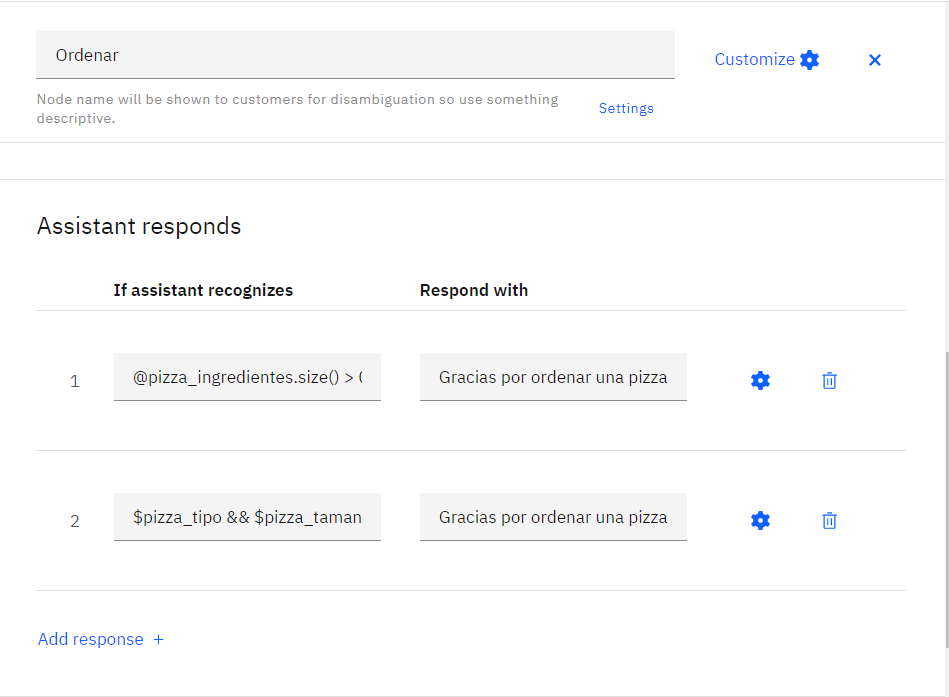 Ordenar
Customize
Node name will be shown to customers for disambiguation so use something
descriptive.
Settings
Assistant responds
If assistant recognizes
Respond with
1
@pizza_ingredientes.size() >
Gracias por ordenar una pizza
2
$pizza_tipo && $pizza_taman
Gracias por ordenar una pizza
Add response +